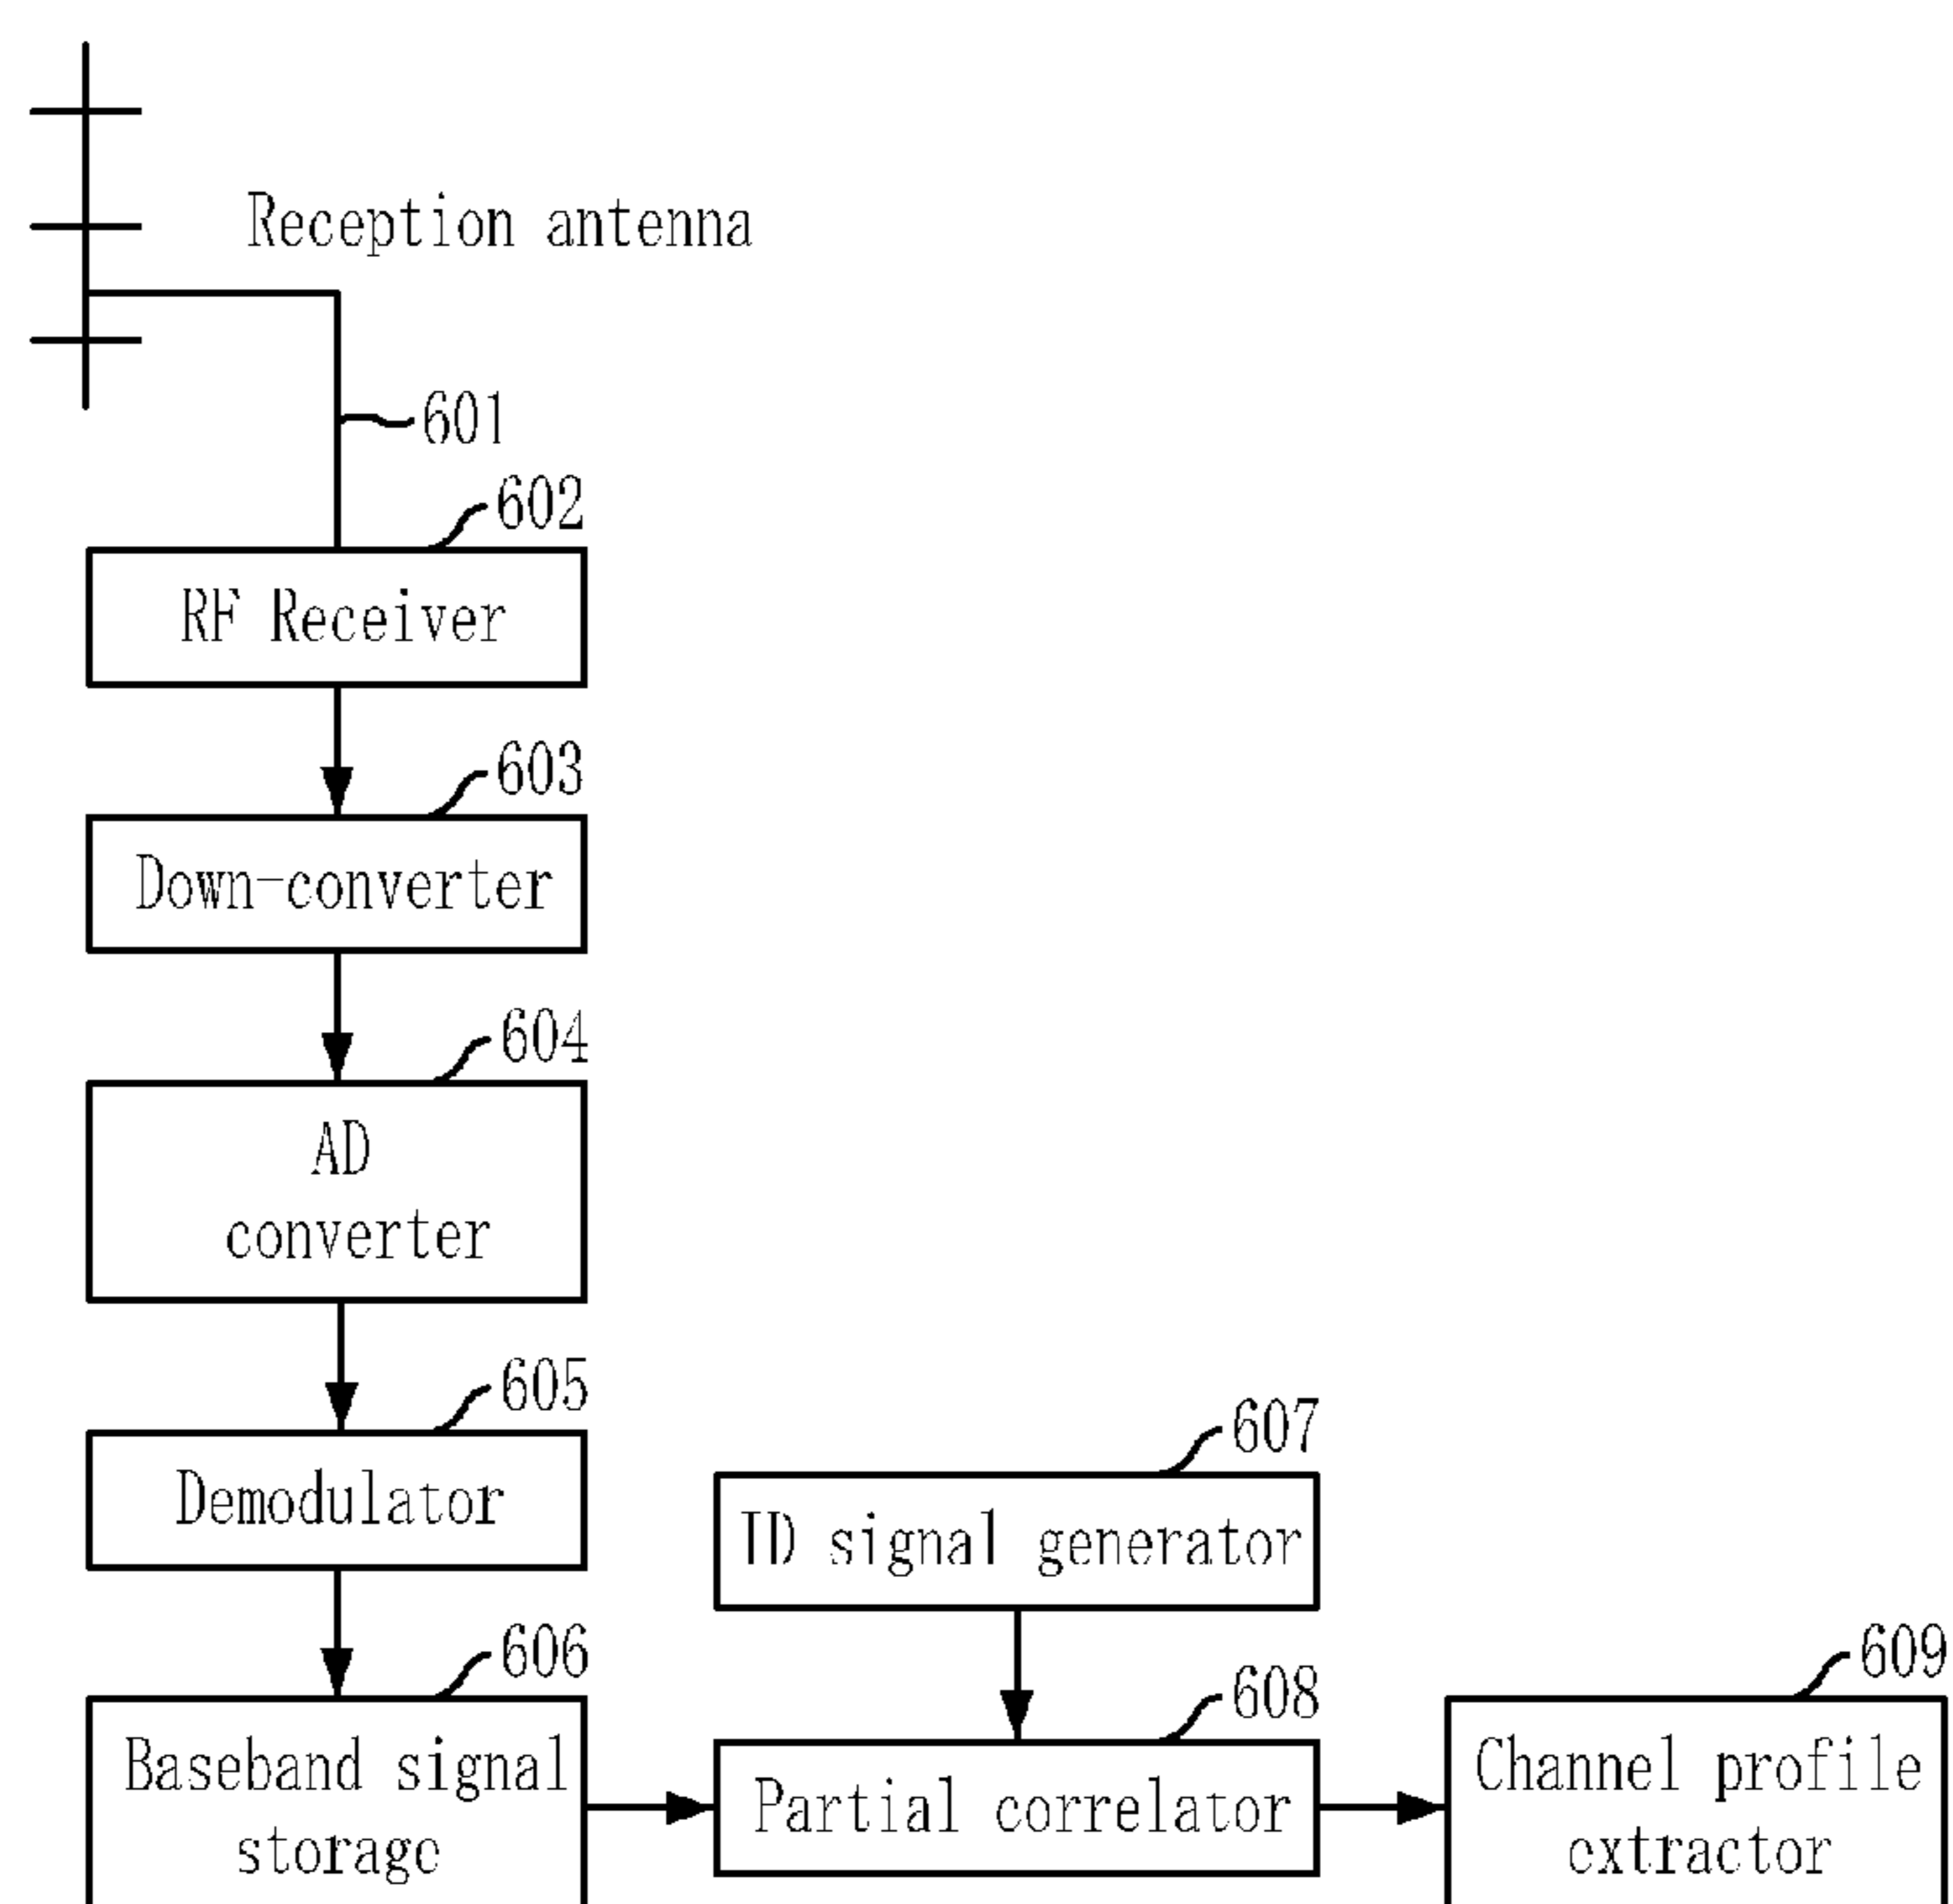 Reception antenna
601
602
RF Receiver
603
Down-converter
604
AD
converter
605
Demodulator
607
ID signal generator
606
Baseband signal
storage
608
Partial correlator
609
Channel profile
extractor